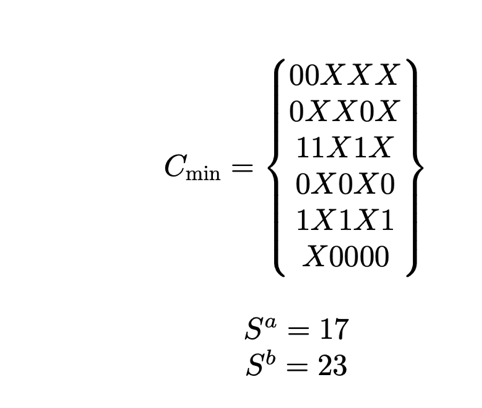 00XXX
0XX0X
11X1X
C_min = { 0X0X0 }
1X1X1
X0000
S^a = 17
S^b = 23